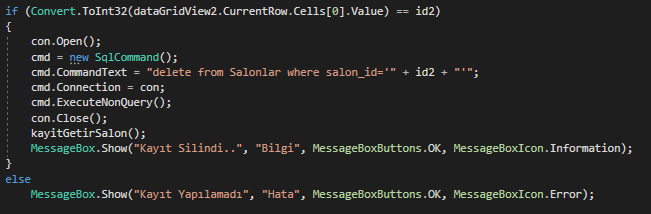 if (Convert.ToInt32(dataGridView2.CurrentRow.Cells[0].Value) == id2)
{
con.Open();
cmd = new SqlCommand();
cmd.CommandText = "delete from Salonlar where salon_id='" + id2 + "'";
cmd.Connection = con;
cmd.ExecuteNonQuery();
con.Close();
kayitGetirSalon();
MessageBox.Show("Kayıt Silindi..", "Bilgi", MessageBoxButtons.OK, MessageBoxIcon.Information);
}
else
MessageBox.Show("Kayıt Yapılamadı", "Hata", MessageBoxButtons.OK, MessageBoxIcon.Error);